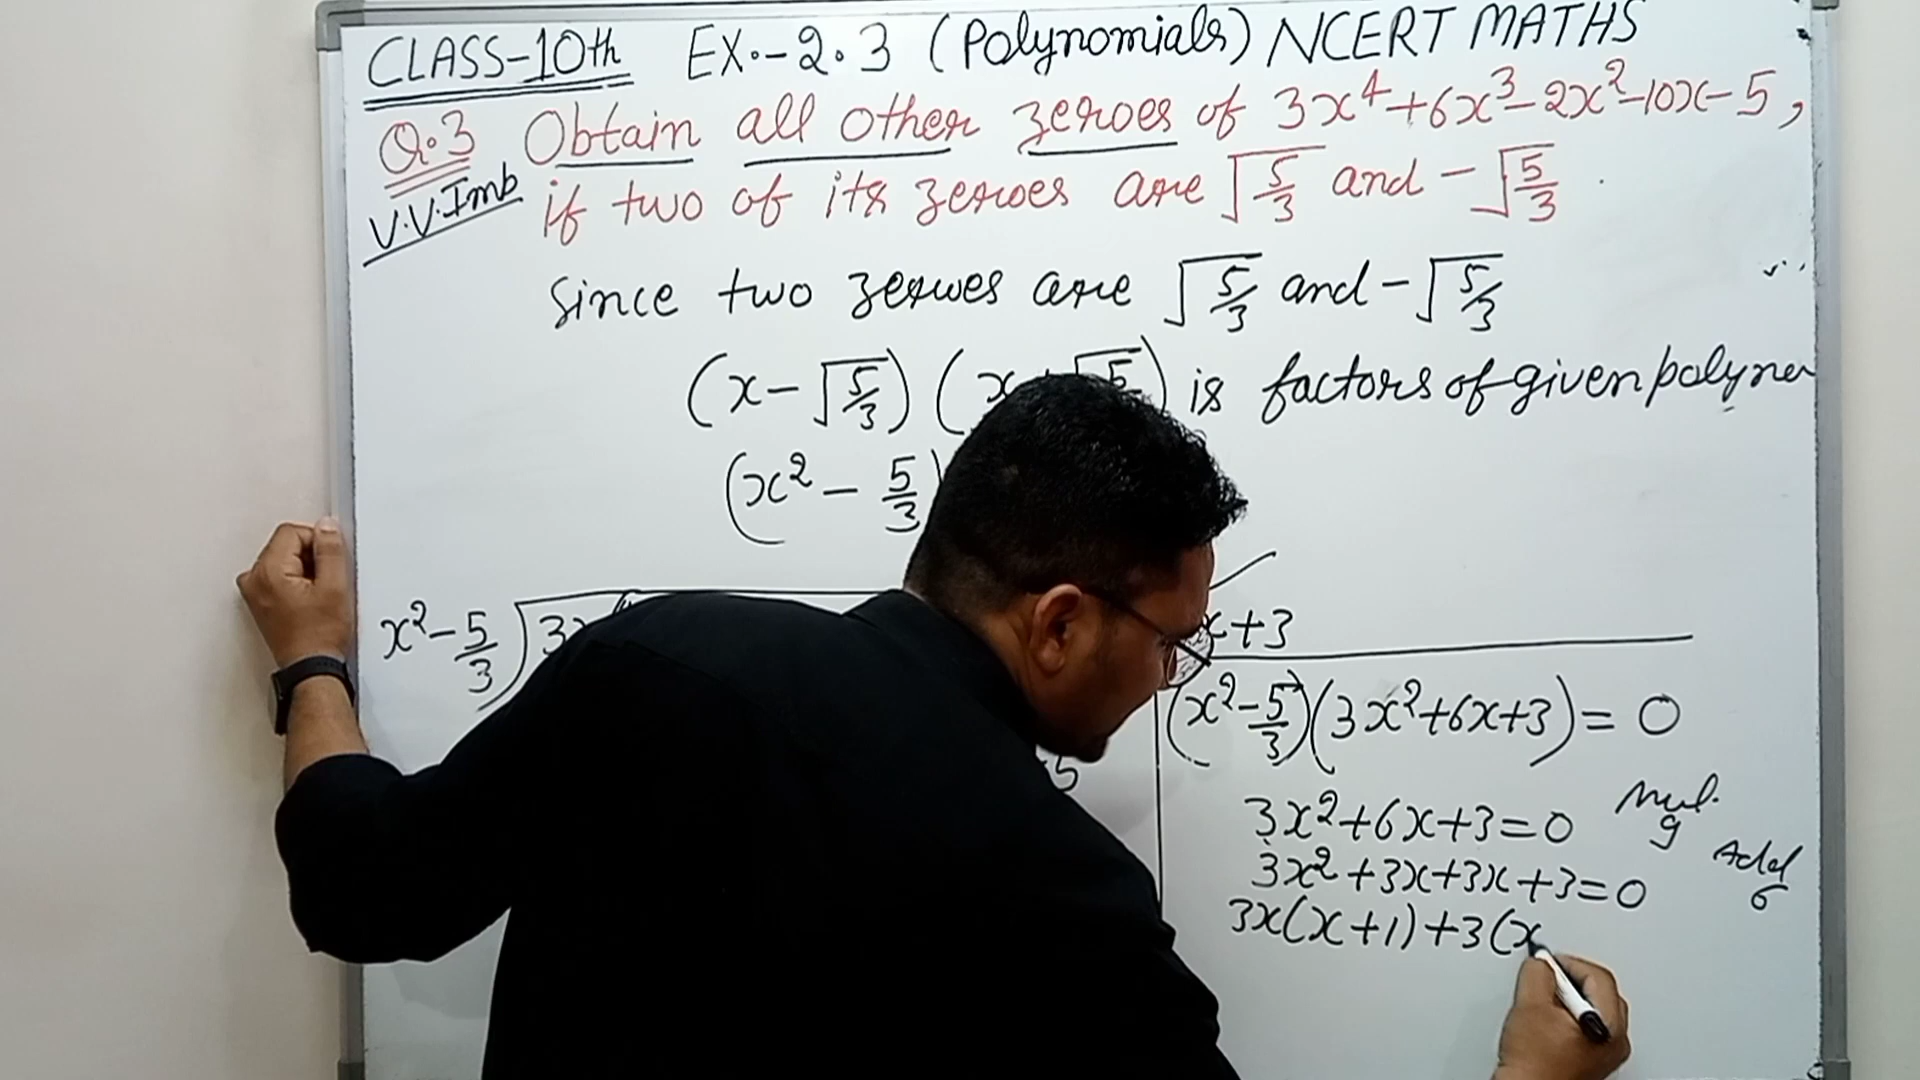 CLASS-10th EX.-2.3 (Polynomials) NCERT MATHS
Q.3 Obtain all other zeroes of 3x⁴+6x³-2x²-10x-5,
V.V.Imb if two of its zeroes are √5/3 and -√5/3
Since two zeroes are √5/3 and -√5/3
(x-√5/3) (x+√5 ) is factors of given polyno
(x² - 5/3)
x²-5/3 ) 3x
x+3
(x²-5/3)(3x²+6x+3)=0
3x²+6x+3=0 Mul. 9
3x²+3x+3x+3=0 Add 6
3x(x+1)+3(x